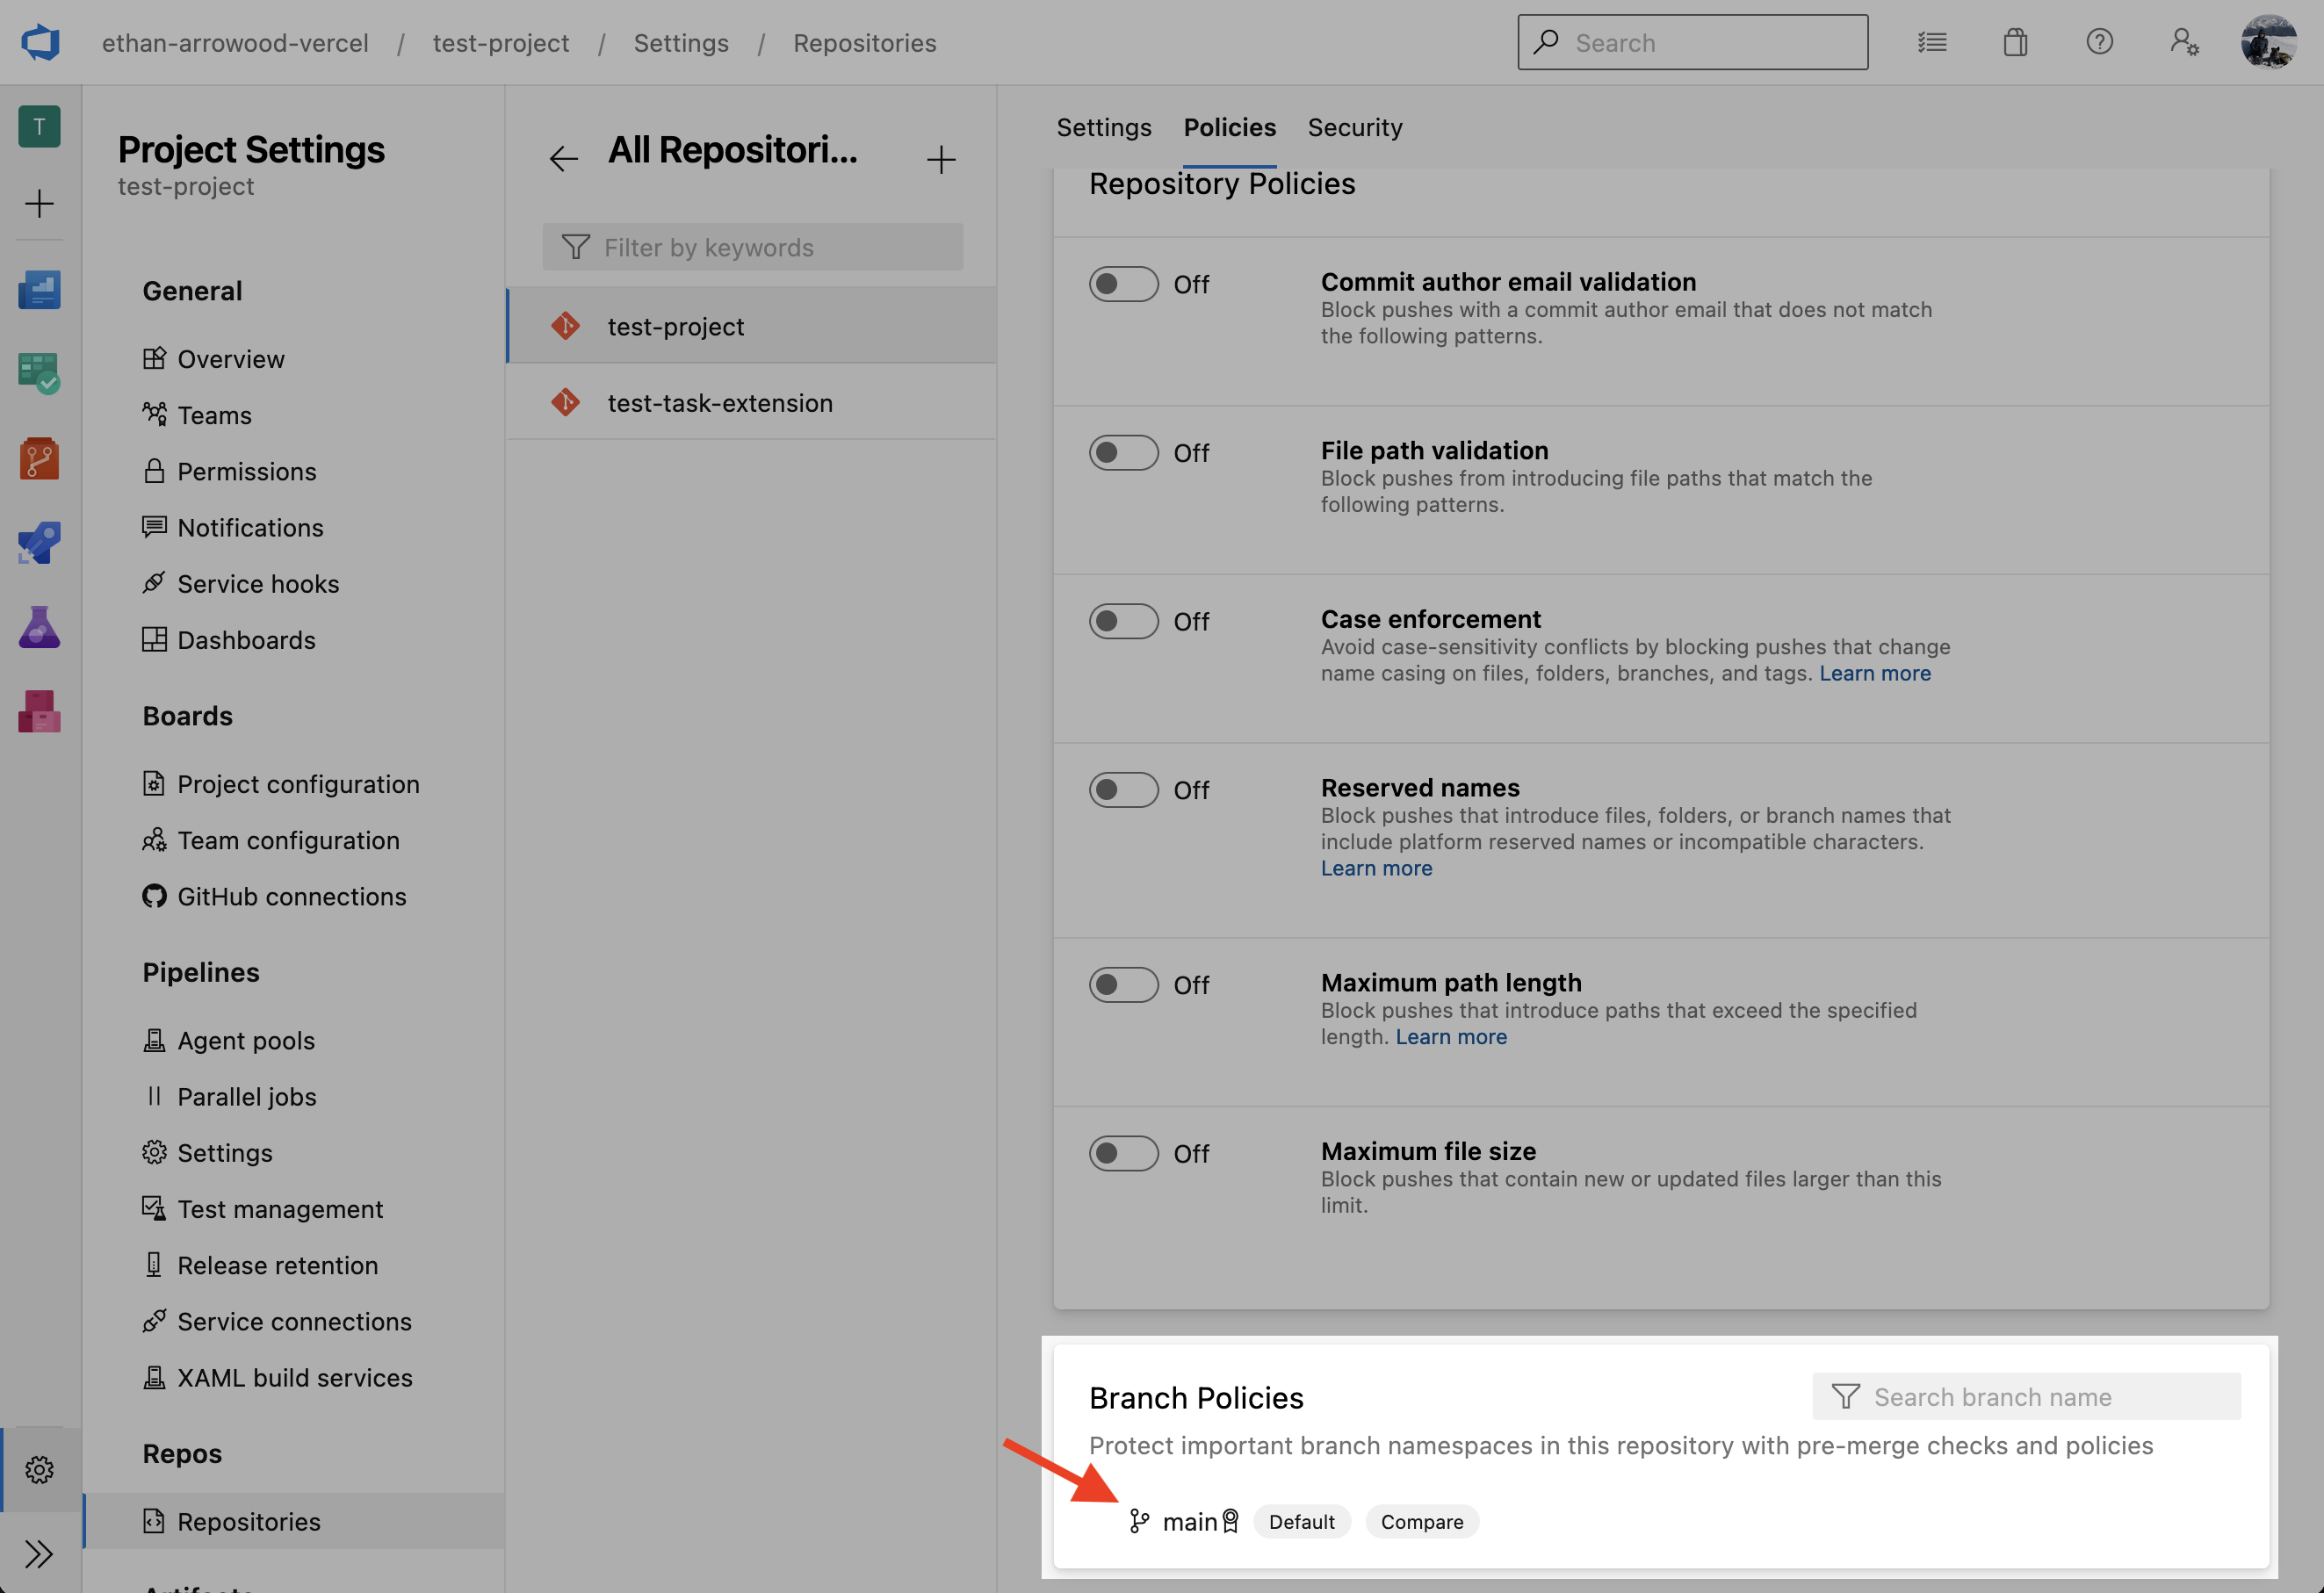 ethan-arrowood-vercel / test-project / Settings / Repositories
Search
T
Project Settings
test-project
General
Overview
Teams
Permissions
Notifications
Service hooks
Dashboards
Boards
Project configuration
Team configuration
GitHub connections
Pipelines
Agent pools
Parallel jobs
Settings
Test management
Release retention
Service connections
XAML build services
Repos
Repositories
All Repositori...
Filter by keywords
test-project
test-task-extension
Settings Policies Security
Repository Policies
Off
Commit author email validation
Block pushes with a commit author email that does not match
the following patterns.
Off
File path validation
Block pushes from introducing file paths that match the
following patterns.
Off
Case enforcement
Avoid case-sensitivity conflicts by blocking pushes that change
name casing on files, folders, branches, and tags. Learn more
Off
Reserved names
Block pushes that introduce files, folders, or branch names that
include platform reserved names or incompatible characters.
Learn more
Off
Maximum path length
Block pushes that introduce paths that exceed the specified
length. Learn more
Off
Maximum file size
Block pushes that contain new or updated files larger than this
limit.
Branch Policies
Search branch name
Protect important branch namespaces in this repository with pre-merge checks and policies
main Default Compare